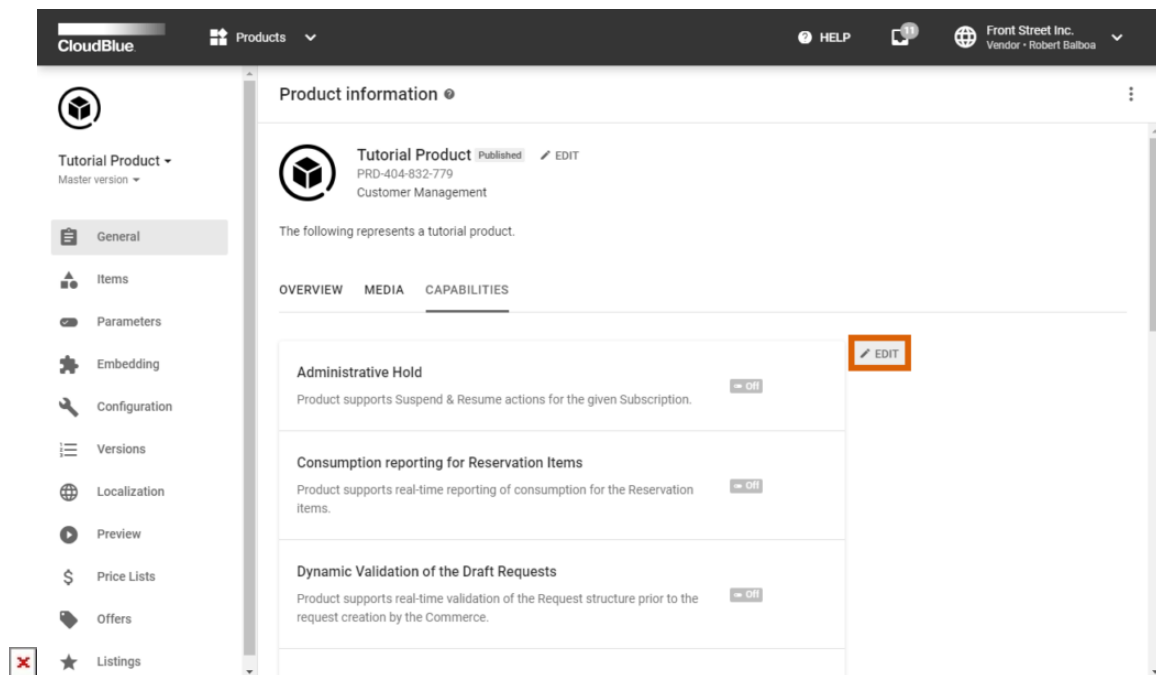 CloudBlue.
Products
HELP
11
Front Street Inc.
Vendor • Robert Balboa
Tutorial Product
Master version
General
Items
Parameters
Embedding
Configuration
Versions
Localization
Preview
Price Lists
Offers
Listings
Product information
Tutorial Product Published EDIT
PRD-404-832-779
Customer Management
The following represents a tutorial product.
OVERVIEW MEDIA CAPABILITIES
EDIT
Administrative Hold
Product supports Suspend & Resume actions for the given Subscription.
Off
Consumption reporting for Reservation Items
Product supports real-time reporting of consumption for the Reservation
items.
Off
Dynamic Validation of the Draft Requests
Product supports real-time validation of the Request structure prior to the
request creation by the Commerce.
Off